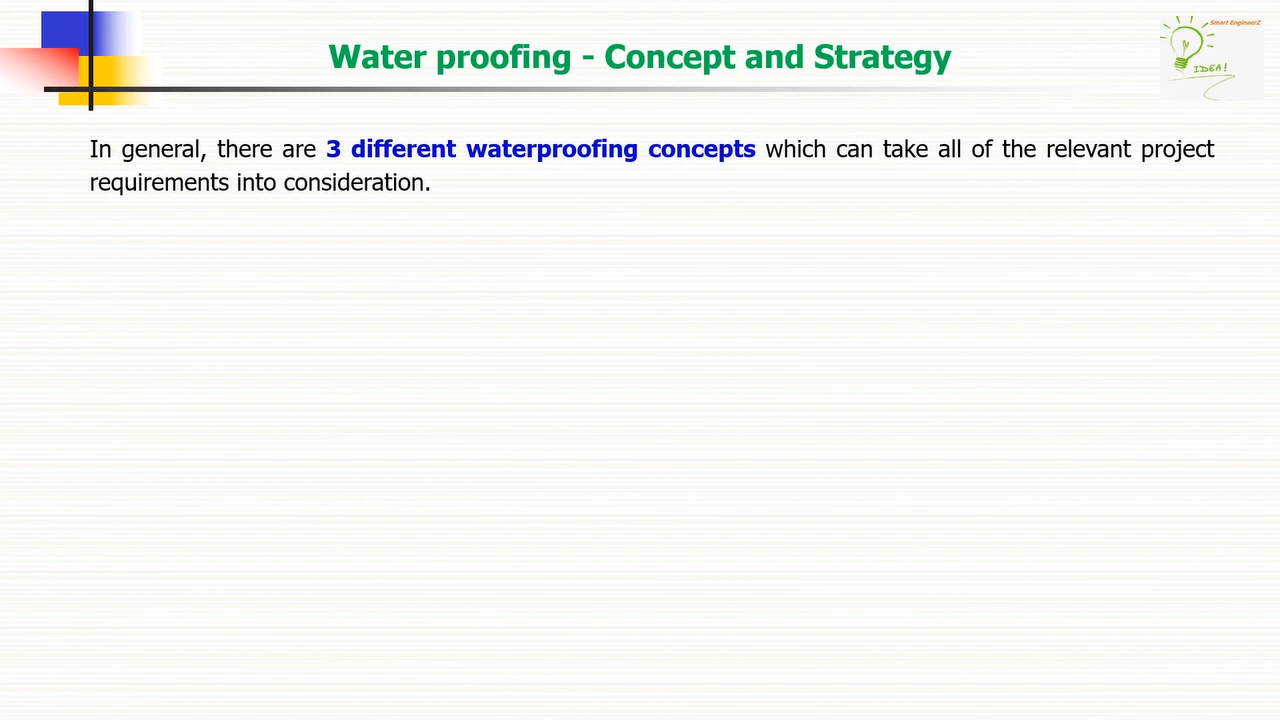 Smart EngineerZ
Water proofing - Concept and Strategy
IDEA!
In general, there are 3 different waterproofing concepts which can take all of the relevant project
requirements into consideration.